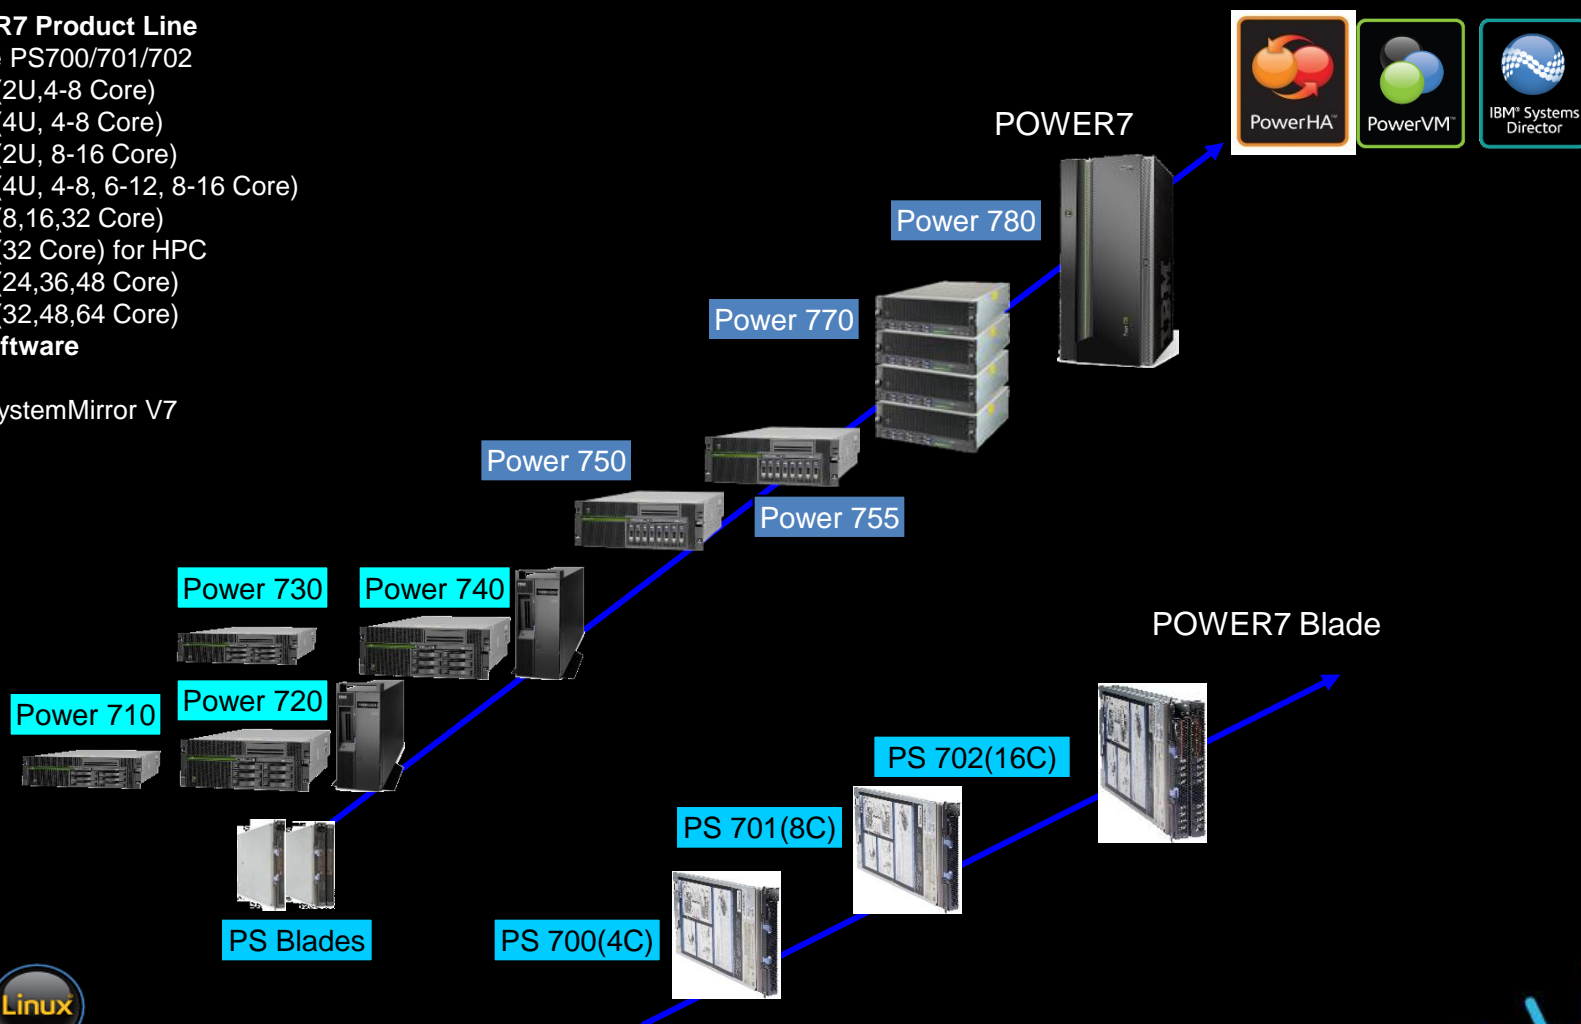 R7 Product Line
PS700/701/702
(2U,4-8 Core)
(4U, 4-8 Core)
(2U, 8-16 Core)
(4U, 4-8, 6-12, 8-16 Core)
(8,16,32 Core)
(32 Core) for HPC
(24,36,48 Core)
(32,48,64 Core)
ftware
ystemMirror V7
PowerHA™
PowerVM™
IBM® Systems
Director
POWER7
Power 780
Power 770
Power 750
Power 755
Power 730
Power 740
Power 720
Power 710
PS Blades
POWER7 Blade
PS 702(16C)
PS 701(8C)
PS 700(4C)
IBM
Linux